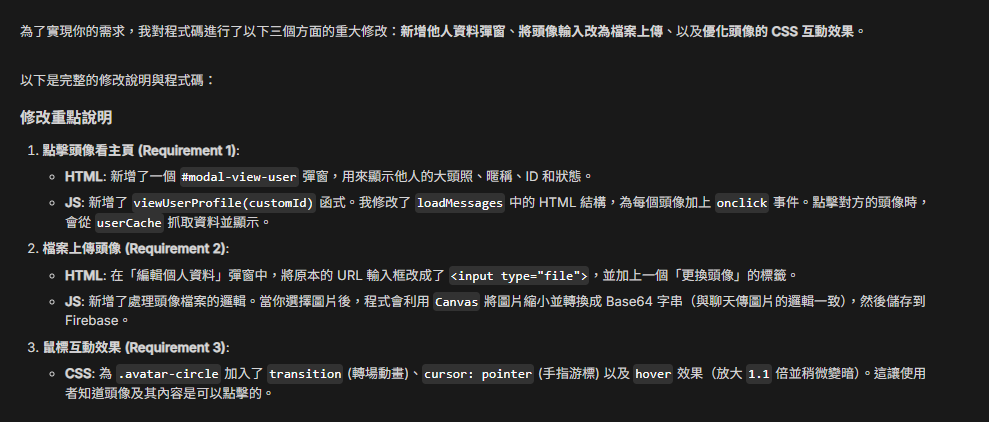 為了實現你的需求，我對程式碼進行了以下三個方面的重大修改：新增他人資料彈窗、將頭像輸入改為檔案上傳、以及優化頭像的 CSS 互動效果。
以下是完整的修改說明與程式碼：
修改重點說明
1. 點擊頭像看主頁 (Requirement 1):
HTML: 新增了一個 #modal-view-user 彈窗，用來顯示他人的大頭照、暱稱、ID 和狀態。
JS: 新增了 viewUserProfile(customId) 函式。我修改了 loadMessages 中的 HTML 結構，為每個頭像加上 onclick 事件。點擊對方的頭像時，
會從 userCache 抓取資料並顯示。
2. 檔案上傳頭像 (Requirement 2):
HTML: 在「編輯個人資料」彈窗中，將原本的 URL 輸入框改成了 <input type="file">，並加上一個「更換頭像」的標籤。
JS: 新增了處理頭像檔案的邏輯。當你選擇圖片後，程式會利用 Canvas 將圖片縮小並轉換成 Base64 字串（與聊天傳圖片的邏輯一致），然後儲存到
Firebase。
3. 鼠標互動效果 (Requirement 3):
CSS: 為 .avatar-circle 加入了 transition (轉場動畫)、cursor: pointer (手指游標) 以及 hover 效果（放大 1.1 倍並稍微變暗）。這讓使用
者知道頭像及其內容是可以點擊的。